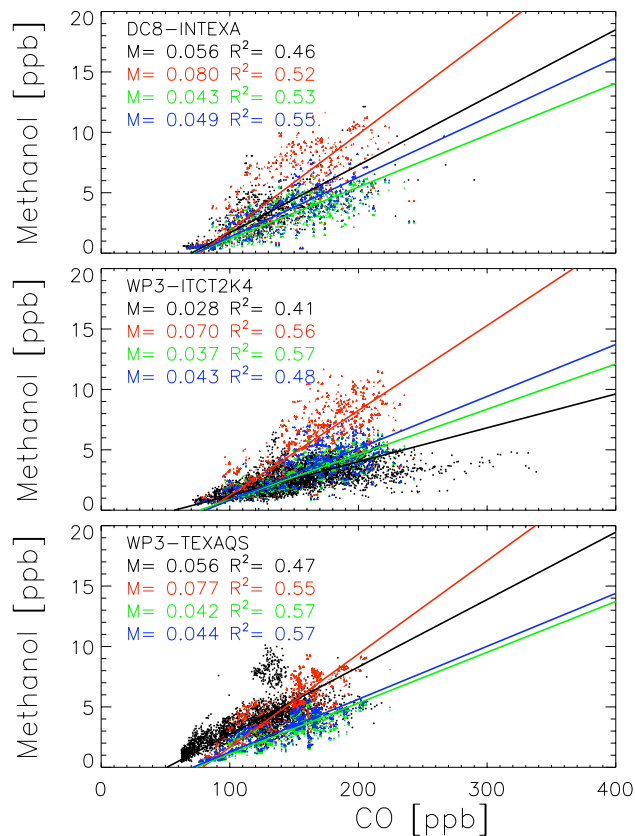 20
DC8-INTEXA
M= 0.056 R²= 0.46
M= 0.080 R²= 0.52
M= 0.043 R²= 0.53
M= 0.049 R²= 0.55
15
10
5
0
Methanol [ppb]
20
WP3-ITCT2K4
M= 0.028 R²= 0.41
M= 0.070 R²= 0.56
M= 0.037 R²= 0.57
M= 0.043 R²= 0.48
15
10
5
0
Methanol [ppb]
20
WP3-TEXAQS
M= 0.056 R²= 0.47
M= 0.077 R²= 0.55
M= 0.042 R²= 0.57
M= 0.044 R²= 0.57
15
10
5
0
Methanol [ppb]
0 100 200 300 400
CO [ppb]